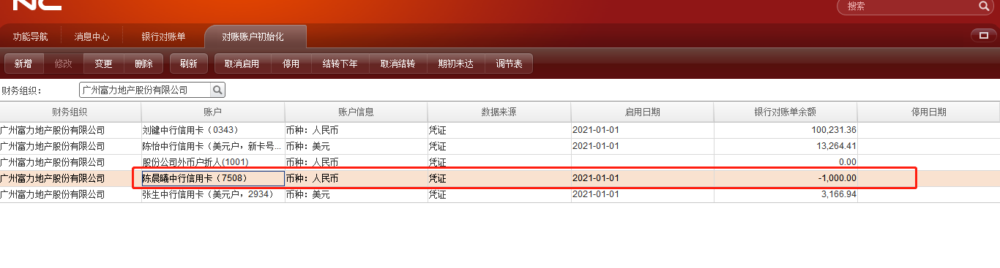 NC
搜索
功能导航 消息中心 银行对账单 对账账户初始化
新增 修改 变更 删除 刷新 取消启用 停用 结转下年 取消结转 期初未达 调节表
财务组织： 广州富力地产股份有限公司
财务组织 账户 账户信息 数据来源 启用日期 银行对账单余额 停用日期
广州富力地产股份有限公司 刘键中行信用卡（0343） 币种：人民币 凭证 2021-01-01 100,231.36
广州富力地产股份有限公司 陈怡中行信用卡（美元户，新卡号... 币种：美元 凭证 2021-01-01 13,264.41
广州富力地产股份有限公司 股份公司外币户折人(1001) 币种：人民币 凭证 0.00
广州富力地产股份有限公司 陈晨曦中行信用卡（7508） 币种：人民币 凭证 2021-01-01 -1,000.00
广州富力地产股份有限公司 张生中行信用卡（美元户，2934） 币种：美元 凭证 2021-01-01 3,166.94